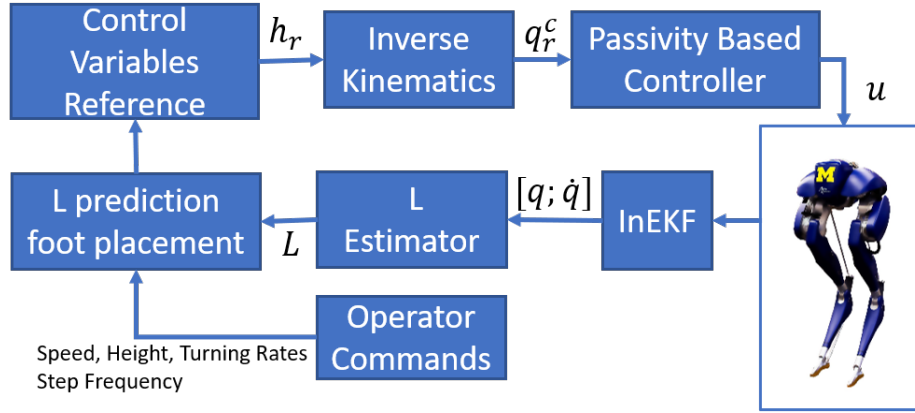 Control
Variables
Reference
h_r
Inverse
Kinematics
q_r^c
Passivity Based
Controller
u
L prediction
foot placement
L
L
Estimator
[q; q̇]
InEKF
M
Operator
Commands
Speed, Height, Turning Rates
Step Frequency